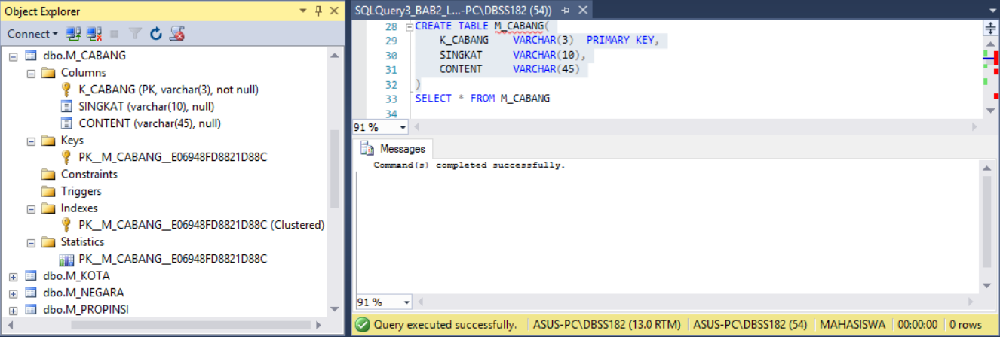 Object Explorer
Connect
dbo.M_CABANG
Columns
K_CABANG (PK, varchar(3), not null)
SINGKAT (varchar(10), null)
CONTENT (varchar(45), null)
Keys
PK__M_CABANG__E06948FD8821D88C
Constraints
Triggers
Indexes
PK__M_CABANG__E06948FD8821D88C (Clustered)
Statistics
PK__M_CABANG__E06948FD8821D88C
dbo.M_KOTA
dbo.M_NEGARA
dbo.M_PROPINSI
SQLQuery3_BAB2_L...-PC\DBSS182 (54))
28 CREATE TABLE M_CABANG(
29 K_CABANG VARCHAR(3) PRIMARY KEY,
30 SINGKAT VARCHAR(10),
31 CONTENT VARCHAR(45)
32 )
33 SELECT * FROM M_CABANG
34
91 %
Messages
Command(s) completed successfully.
91 %
Query executed successfully. ASUS-PC\DBSS182 (13.0 RTM) ASUS-PC\DBSS182 (54) MAHASISWA 00:00:00 0 rows